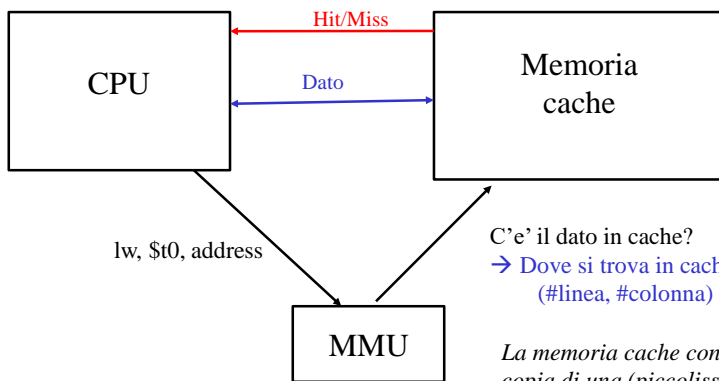 Hit/Miss
CPU
Dato
Memoria
cache
lw, $t0, address
C'e' il dato in cache?
→ Dove si trova in cach
(#linea, #colonna)
MMU
La memoria cache con
copia di una (piccoliss